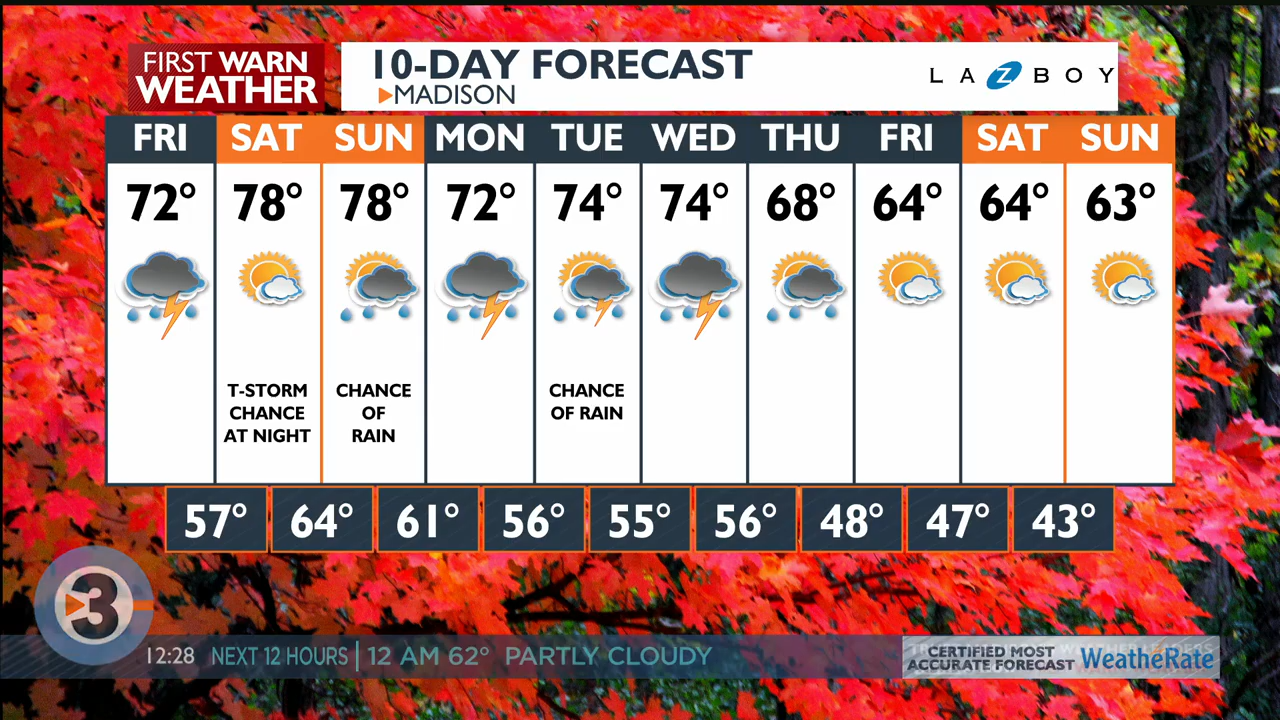 FIRST WARN
WEATHER
10-DAY FORECAST
MADISON
LA Z BOY
FRI SAT SUN MON TUE WED THU FRI SAT SUN
72° 78° 78° 72° 74° 74° 68° 64° 64° 63°
T-STORM
CHANCE
AT NIGHT
CHANCE
OF
RAIN
CHANCE
OF RAIN
57° 64° 61° 56° 55° 56° 48° 47° 43°
3
12:28 NEXT 12 HOURS 12 AM 62° PARTLY CLOUDY
CERTIFIED MOST
ACCURATE FORECAST
WeatheRate